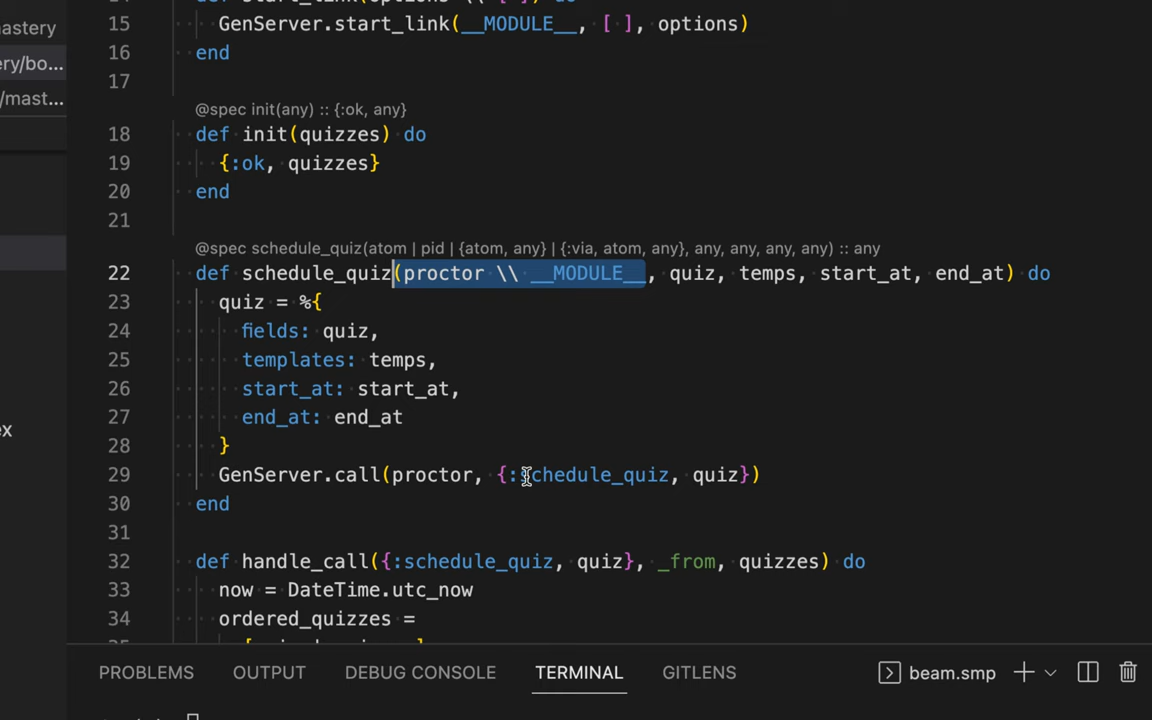 astery
ery/bo...
/mast...
ex
15 GenServer.start_link(__MODULE__, [ ], options)
16 end
17
@spec init(any) :: {:ok, any}
18 def init(quizzes) do
19 {:ok, quizzes}
20 end
21
@spec schedule_quiz(atom | pid | {atom, any} | {:via, atom, any}, any, any, any, any) :: any
22 def schedule_quiz(proctor \\ __MODULE__, quiz, temps, start_at, end_at) do
23 quiz = %{
24 fields: quiz,
25 templates: temps,
26 start_at: start_at,
27 end_at: end_at
28 }
29 GenServer.call(proctor, {:schedule_quiz, quiz})
30 end
31
32 def handle_call({:schedule_quiz, quiz}, _from, quizzes) do
33 now = DateTime.utc_now
34 ordered_quizzes =
PROBLEMS OUTPUT DEBUG CONSOLE TERMINAL GITLENS beam.smp